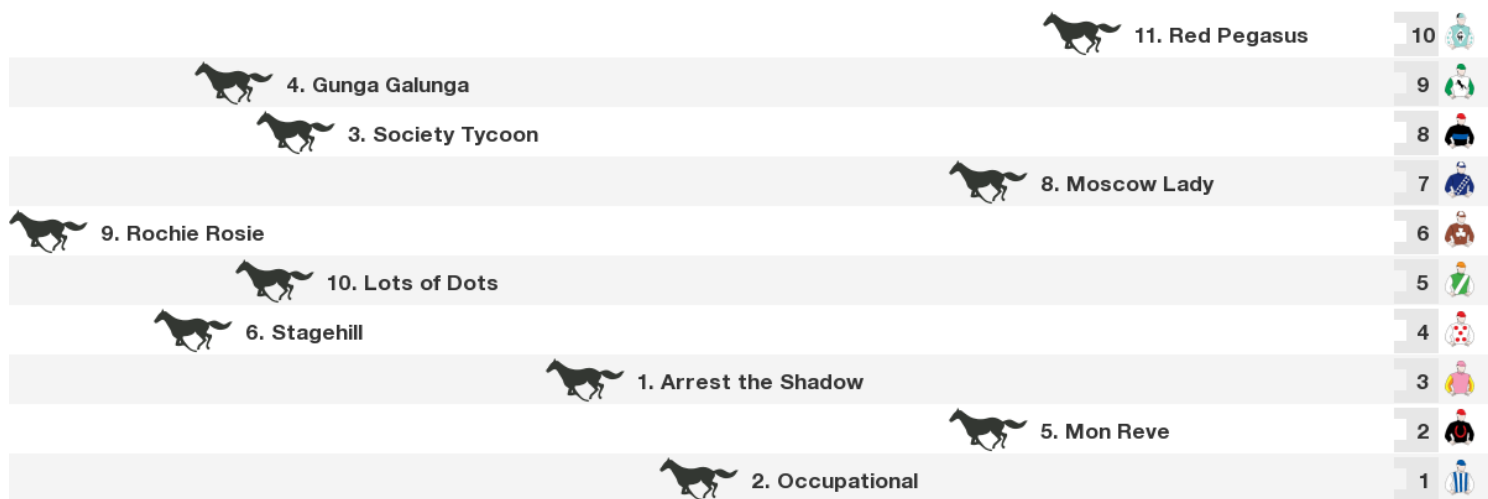 11. Red Pegasus 10
4. Gunga Galunga 9
3. Society Tycoon 8
8. Moscow Lady 7
9. Rochie Rosie 6
10. Lots of Dots 5
6. Stagehill 4
1. Arrest the Shadow 3
5. Mon Reve 2
2. Occupational 1